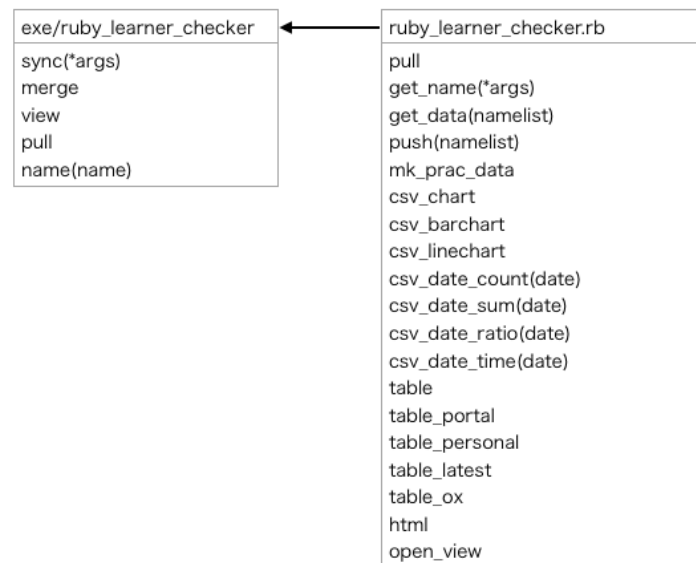 exe/ruby_learner_checker
sync(*args)
merge
view
pull
name(name)
ruby_learner_checker.rb
pull
get_name(*args)
get_data(namelist)
push(namelist)
mk_prac_data
csv_chart
csv_barchart
csv_linechart
csv_date_count(date)
csv_date_sum(date)
csv_date_ratio(date)
csv_date_time(date)
table
table_portal
table_personal
table_latest
table_ox
html
open_view